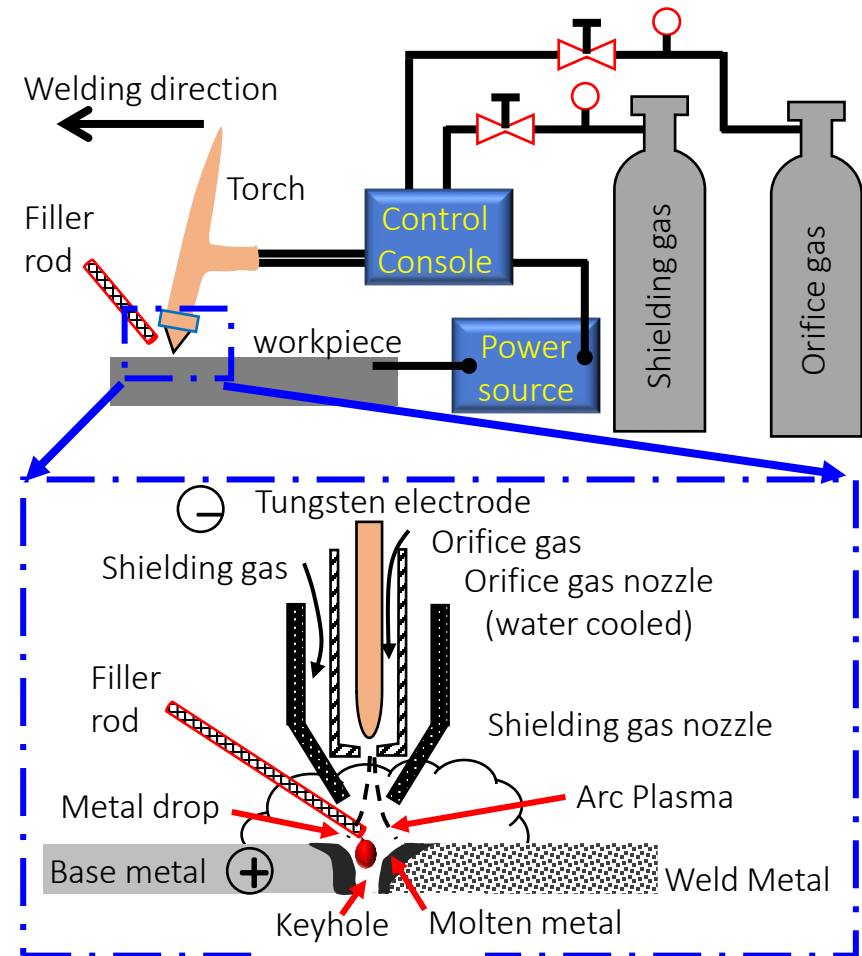 Welding direction
Torch
Filler
rod
Control
Console
workpiece
Power
source
Shielding gas
Orifice gas
Tungsten electrode
Orifice gas
Shielding gas
Orifice gas nozzle
(water cooled)
Filler
rod
Shielding gas nozzle
Metal drop
Arc Plasma
Base metal
+
Weld Metal
Keyhole
Molten metal